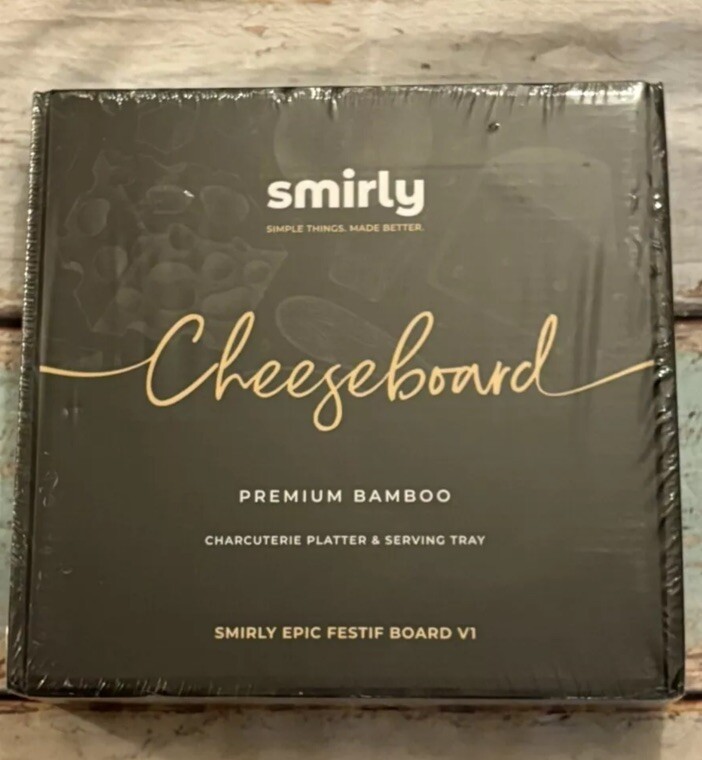 smirly
SIMPLE THINGS. MADE BETTER.
Cheeseboard
PREMIUM BAMBOO
CHARCUTERIE PLATTER & SERVING TRAY
SMIRLY EPIC FESTIF BOARD V1